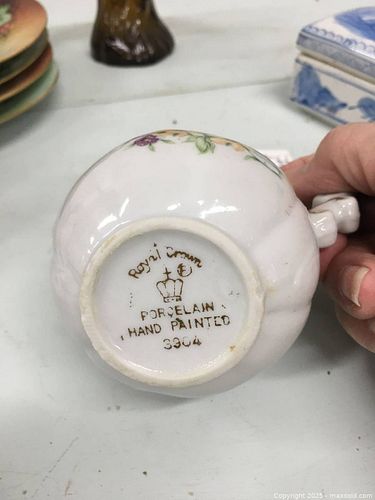 Royal Crown
PORCELAIN
HAND PAINTED
3904
Copyright 2025 - maxsold.com